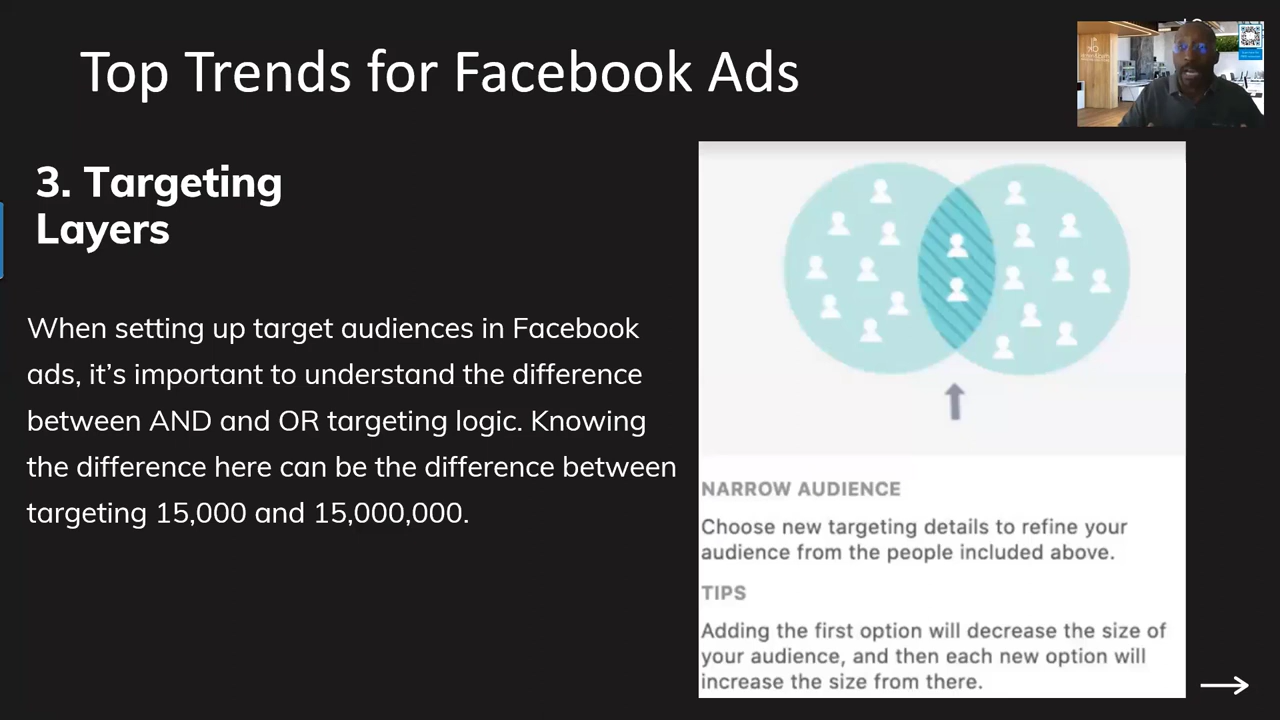 Top Trends for Facebook Ads
3. Targeting
Layers
When setting up target audiences in Facebook
ads, it’s important to understand the difference
between AND and OR targeting logic. Knowing
the difference here can be the difference between
targeting 15,000 and 15,000,000.
NARROW AUDIENCE
Choose new targeting details to refine your
audience from the people included above.
TIPS
Adding the first option will decrease the size of
your audience, and then each new option will
increase the size from there.